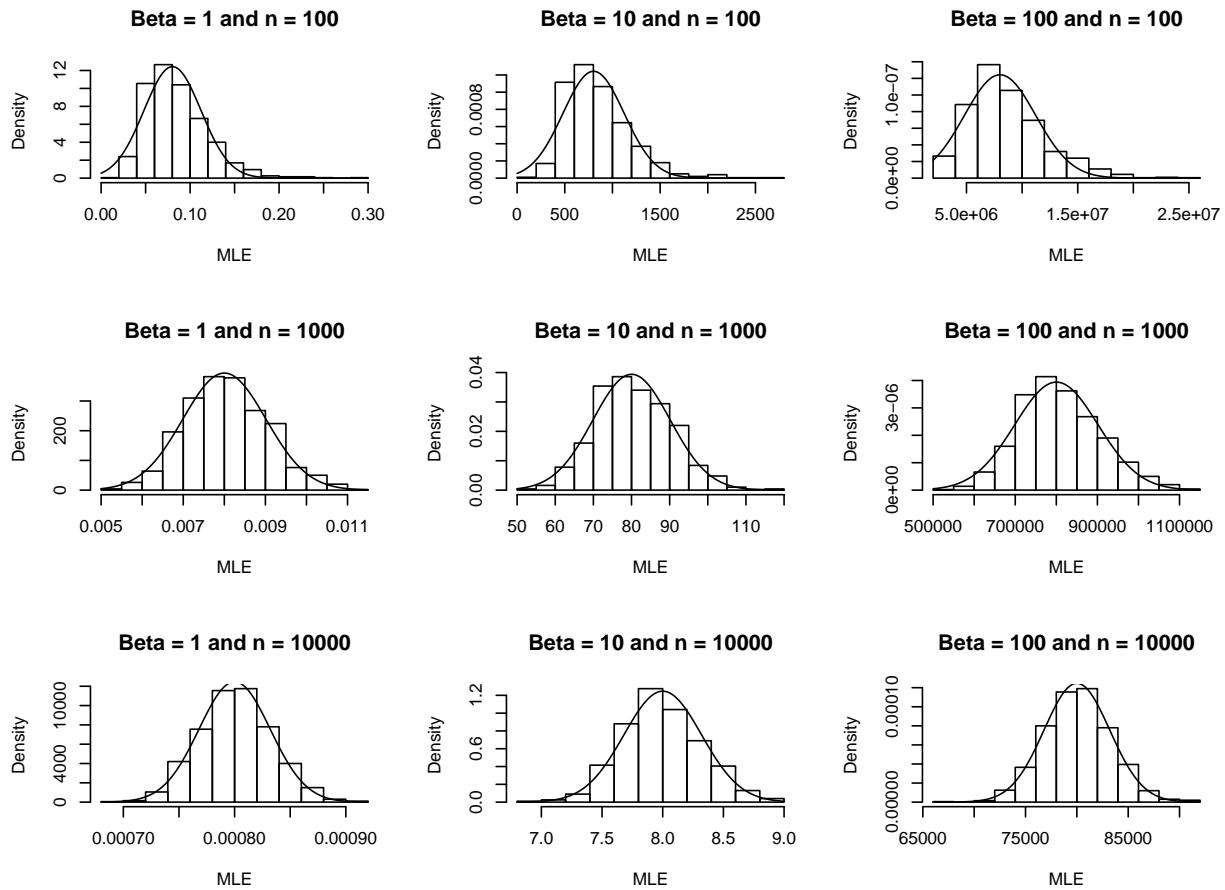 Beta = 1 and n = 100
Density
12
8
4
0
0.00
0.10
0.20
0.30
MLE
Beta = 10 and n = 100
Density
0.0008
0.0000
0
500
1500
2500
MLE
Beta = 100 and n = 100
Density
1.0e-07
0.0e+00
5.0e+06
1.5e+07
2.5e+07
MLE
Beta = 1 and n = 1000
Density
200
0
0.005
0.007
0.009
0.011
MLE
Beta = 10 and n = 1000
Density
0.04
0.02
0.00
50
60
70
80
90
110
MLE
Beta = 100 and n = 1000
Density
3e-06
0e+00
500000
700000
900000
1100000
MLE
Beta = 1 and n = 10000
Density
10000
4000
0
0.00070
0.00080
0.00090
MLE
Beta = 10 and n = 10000
Density
1.2
0.6
0.0
7.0
7.5
8.0
8.5
9.0
MLE
Beta = 100 and n = 10000
Density
0.00010
0.00000
65000
75000
85000
MLE